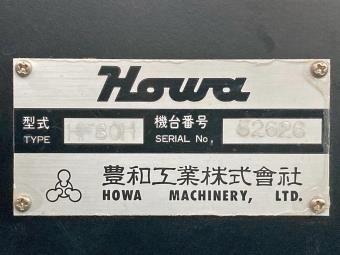 Howa
型式 機台番号 52626
TYPE SERIAL No,
豊和工業株式會社
HOWA MACHINERY, LTD.